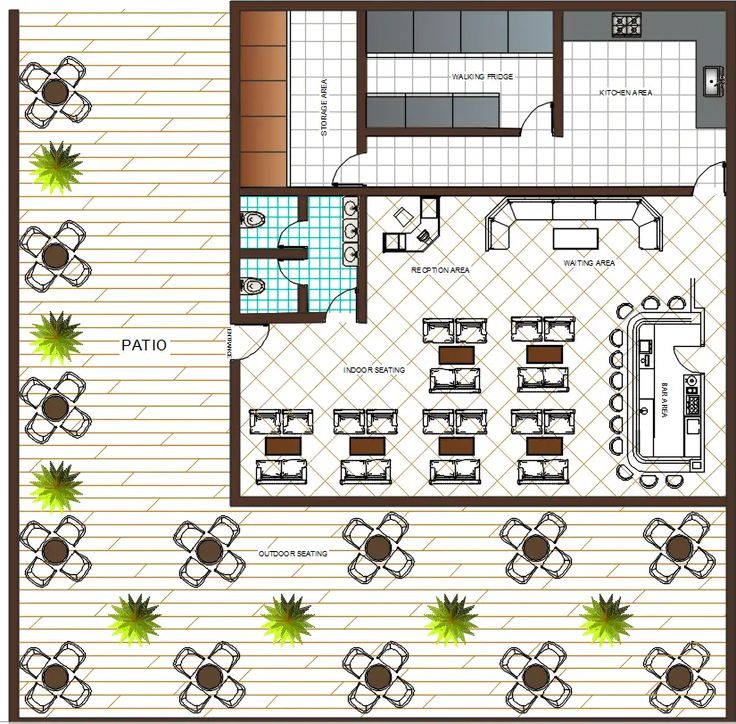 WALKING FRIDGE
STORAGE AREA
KITCHEN AREA
RECPTION AREA
WAITING AREA
PATIO
ENTRANCE
INDOOR SEATING
BAR AREA
OUTDOOR SEATING